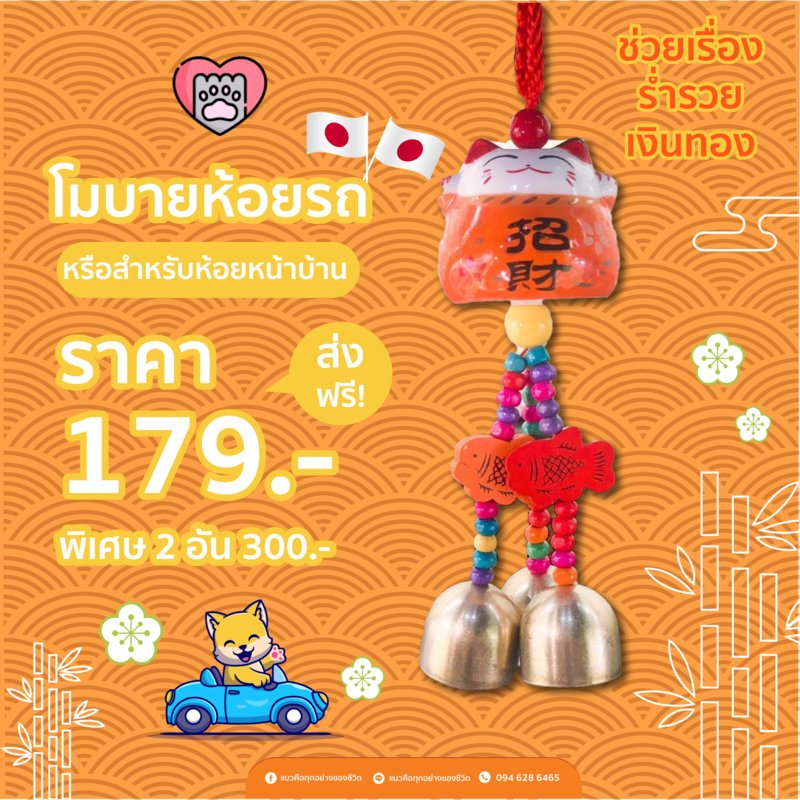 ช่วยเรื่อง
ร่ำรวย
เงินทอง
โมบายห้อยรถ
หรือสำหรับห้อยหน้าบ้าน
招
財
ราคา
ส่ง
ฟรี!
179.-
พิเศษ 2 อัน 300.-
แมวคือทุกอย่างของชีวิต แมวคือทุกอย่างของชีวิต 094 628 6465